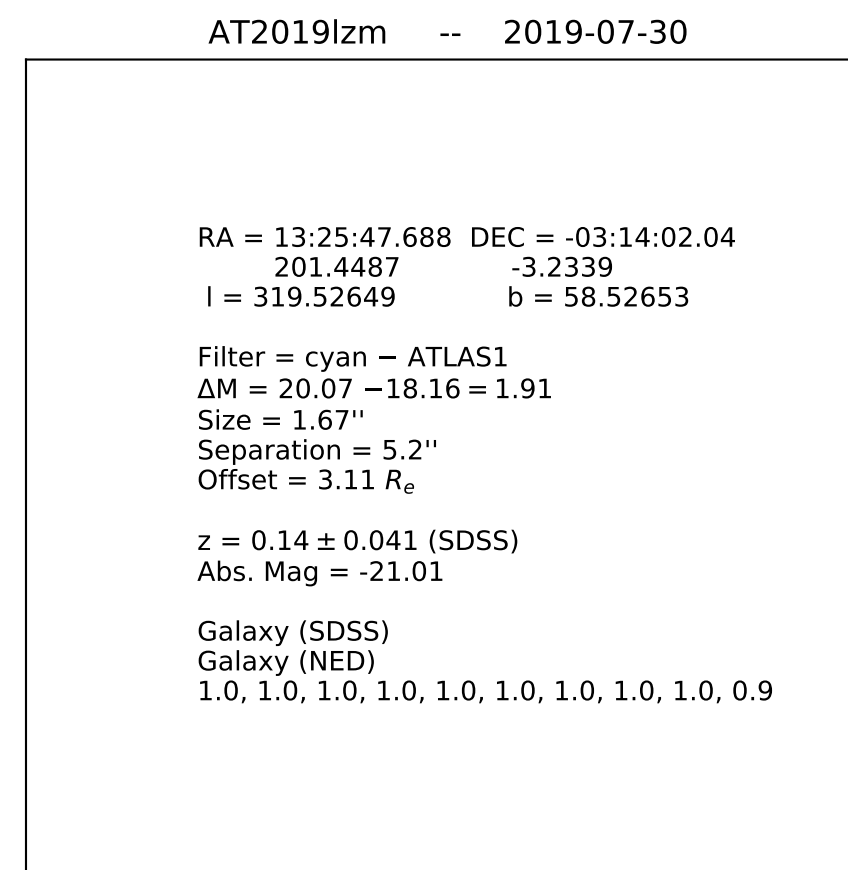 AT2019lzm -- 2019-07-30
RA = 13:25:47.688 DEC = -03:14:02.04
201.4487 -3.2339
l = 319.52649 b = 58.52653
Filter = cyan − ATLAS1
ΔM = 20.07 −18.16 = 1.91
Size = 1.67''
Separation = 5.2''
Offset = 3.11 Rₑ
z = 0.14 ± 0.041 (SDSS)
Abs. Mag = -21.01
Galaxy (SDSS)
Galaxy (NED)
1.0, 1.0, 1.0, 1.0, 1.0, 1.0, 1.0, 1.0, 1.0, 0.9